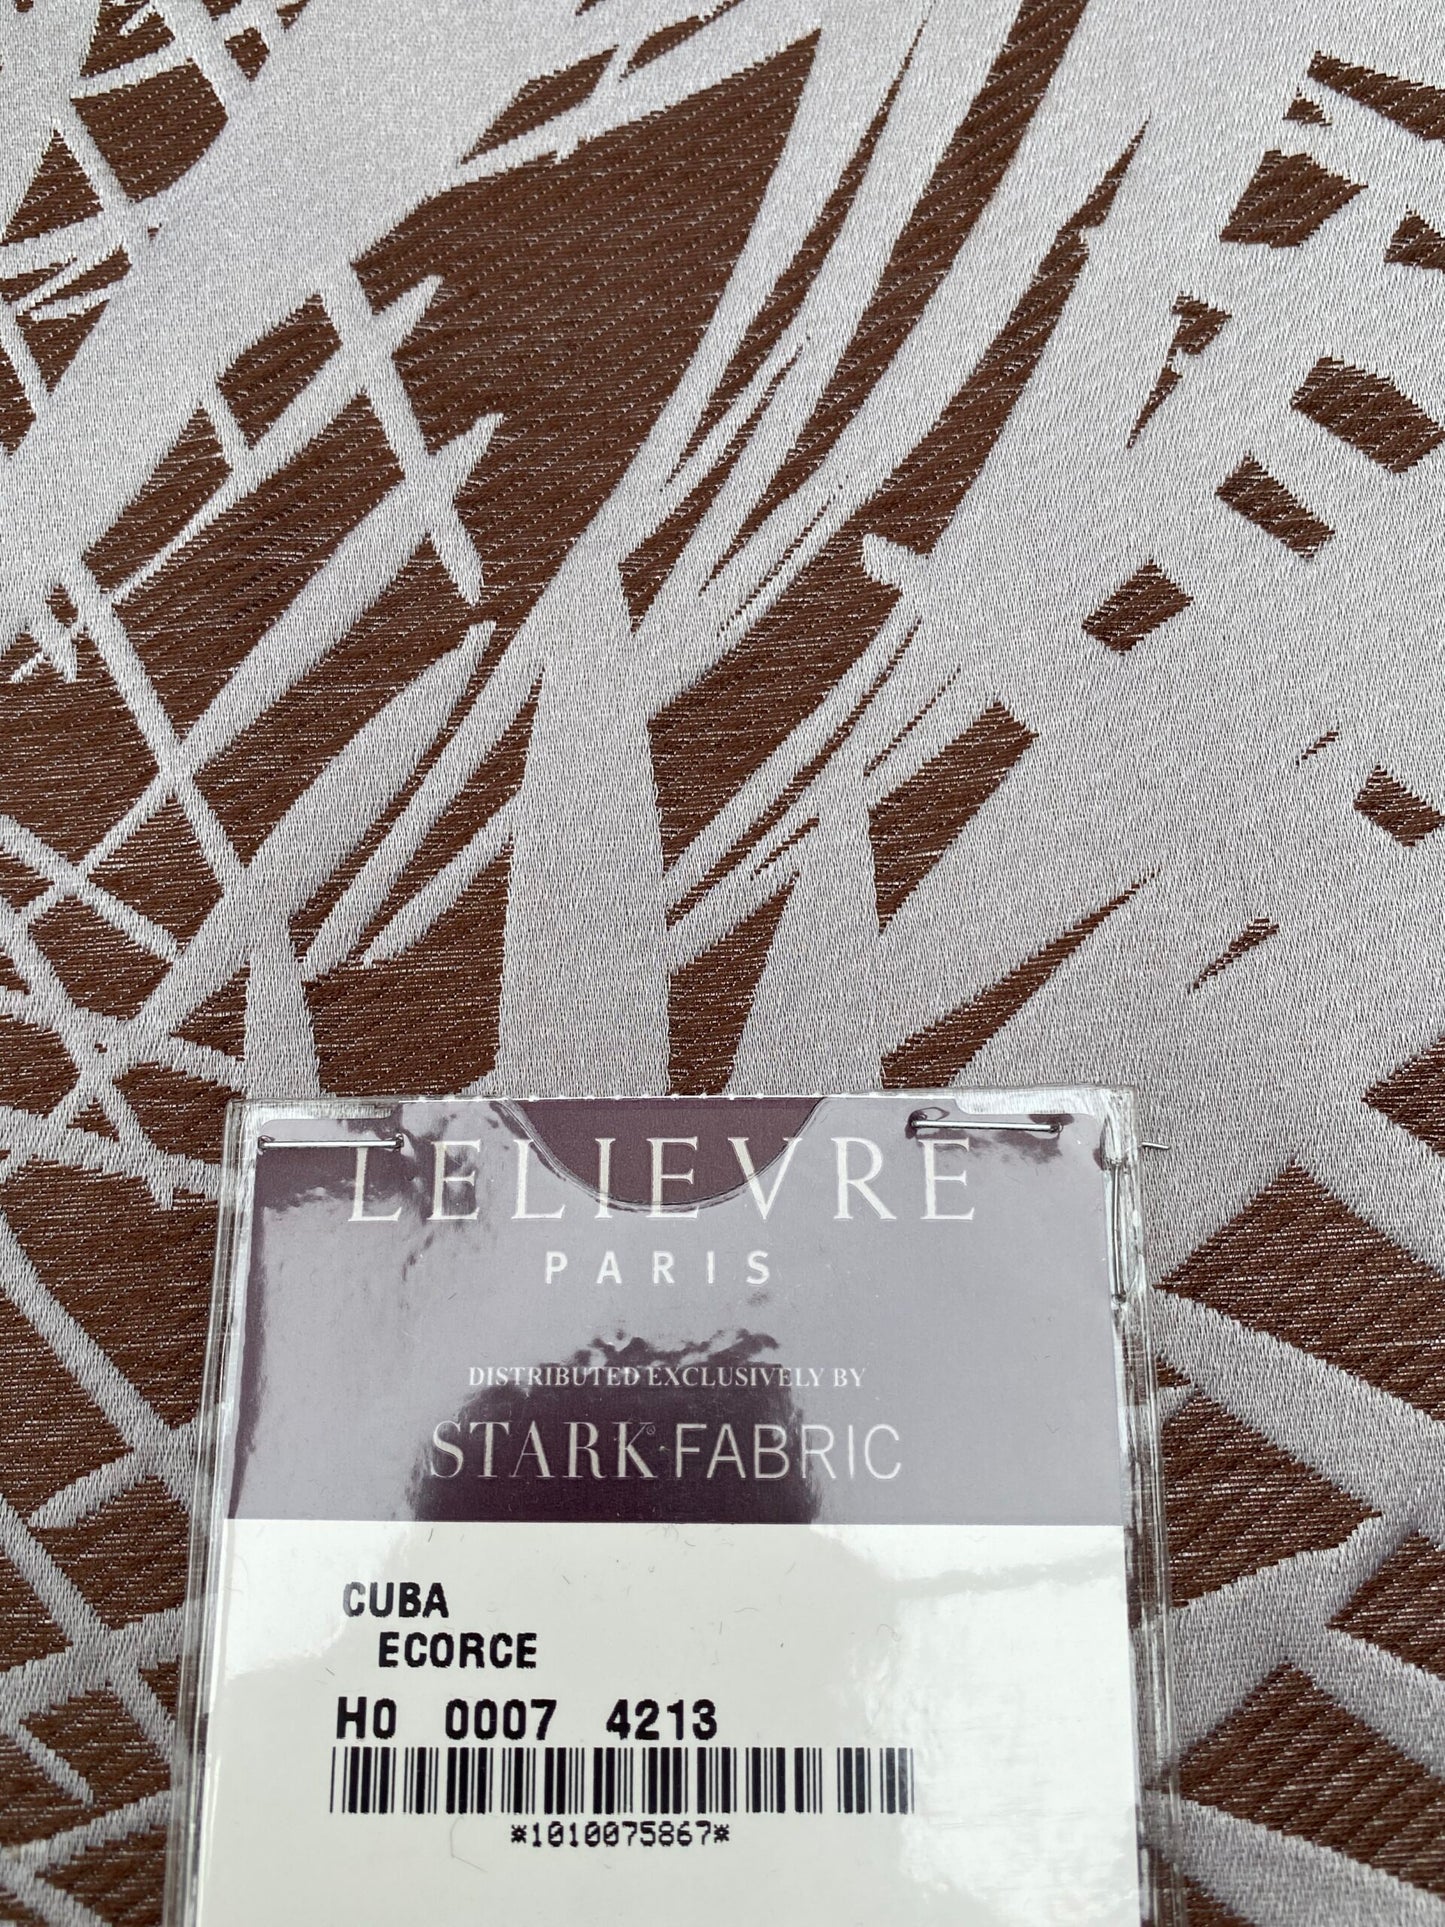 LELIEVRE
PARIS
DISTRIBUTED EXCLUSIVELY BY
STARK® FABRIC
CUBA
ECORCE
H0 0007 4213
*1010075867*